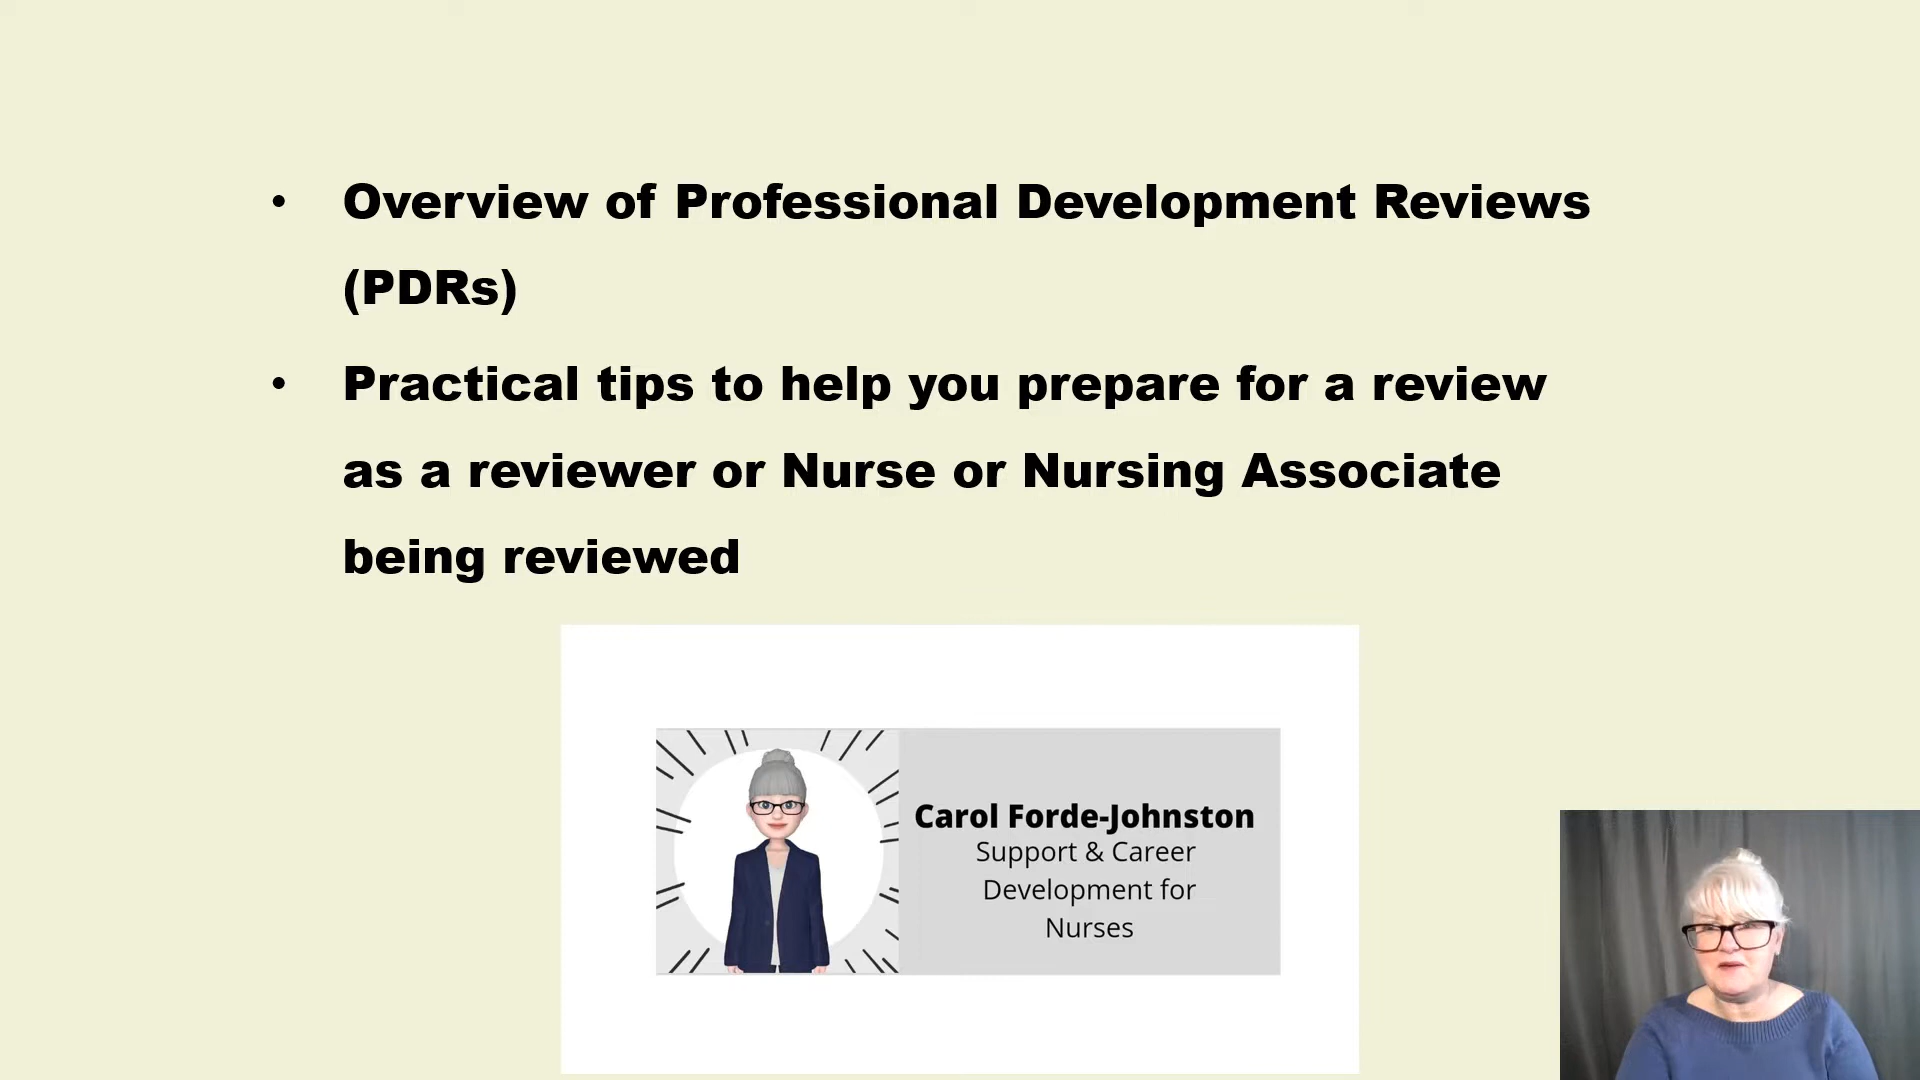 • Overview of Professional Development Reviews
(PDRs)
• Practical tips to help you prepare for a review
as a reviewer or Nurse or Nursing Associate
being reviewed
Carol Forde-Johnston
Support & Career
Development for
Nurses